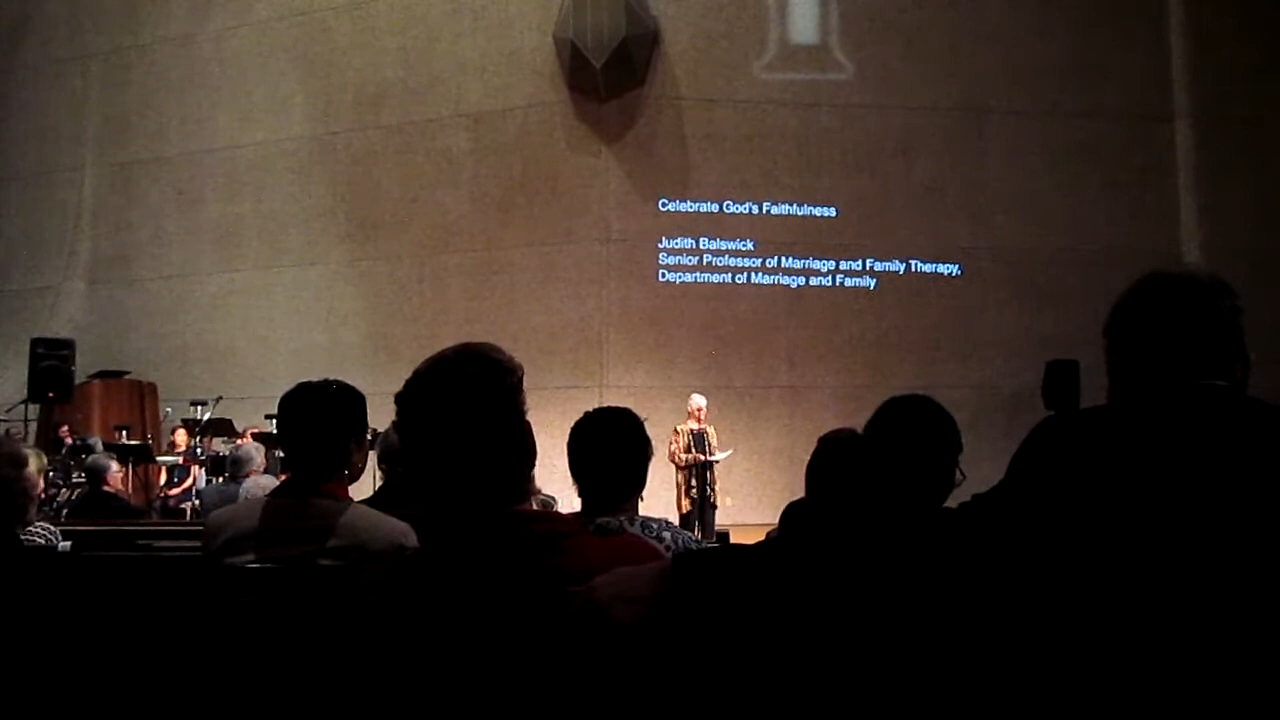 Celebrate God's Faithfulness
Judith Balswick
Senior Professor of Marriage and Family Therapy,
Department of Marriage and Family